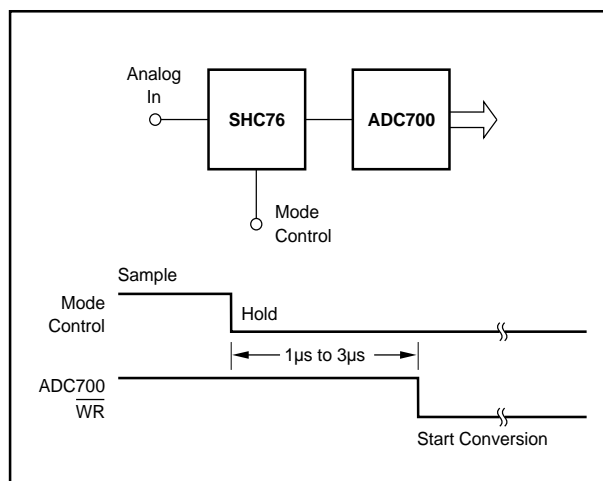 Analog
In
SHC76
ADC700
Mode
Control
Sample
Mode
Control
Hold
1µs to 3µs
ADC700
WR
Start Conversion